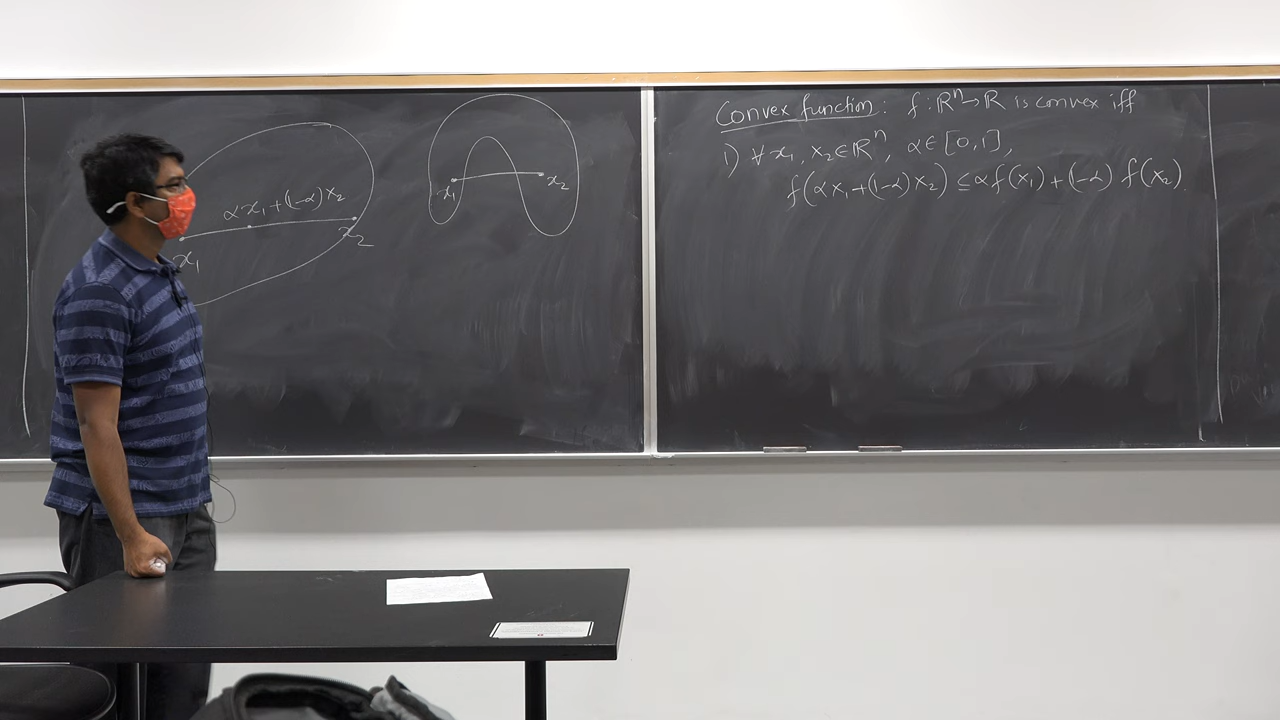 αx₁+(1-α)x₂
x₁
x₂
x₁
x₂
Convex function: f:ℝⁿ→ℝ is convex iff
1) ∀ x₁, x₂∈ℝⁿ, α∈[0,1],
f(αx₁+(1-α)x₂) ≤ αf(x₁)+(1-α) f(x₂).